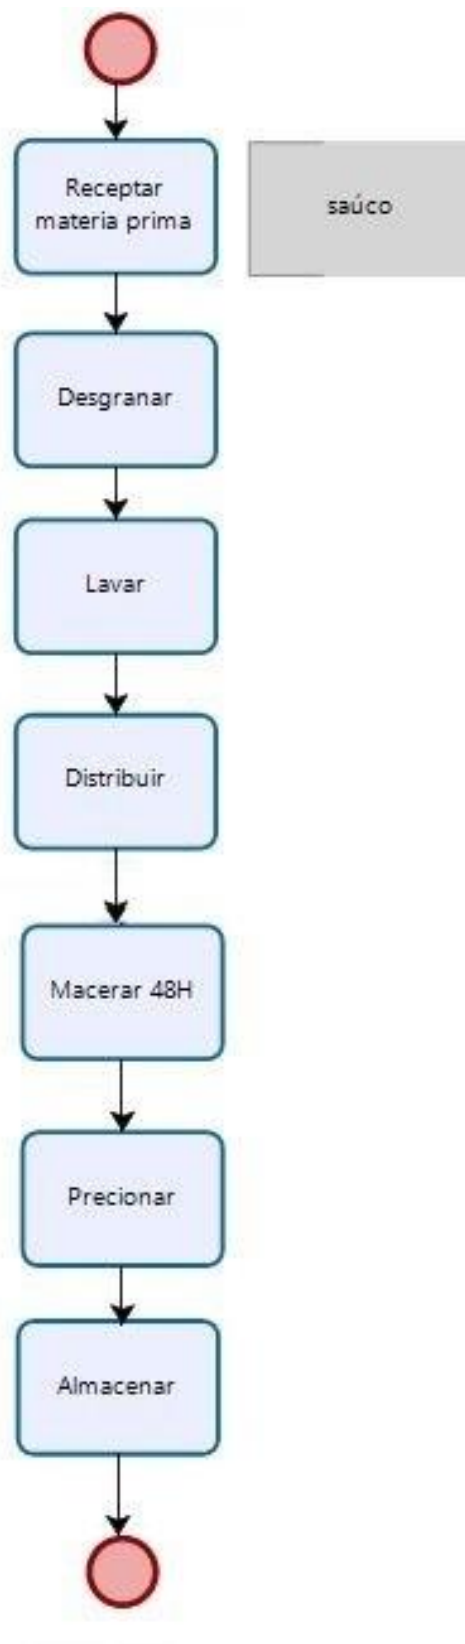 Receptar
materia prima
saúco
Desgranar
Lavar
Distribuir
Macerar 48H
Precionar
Almacenar